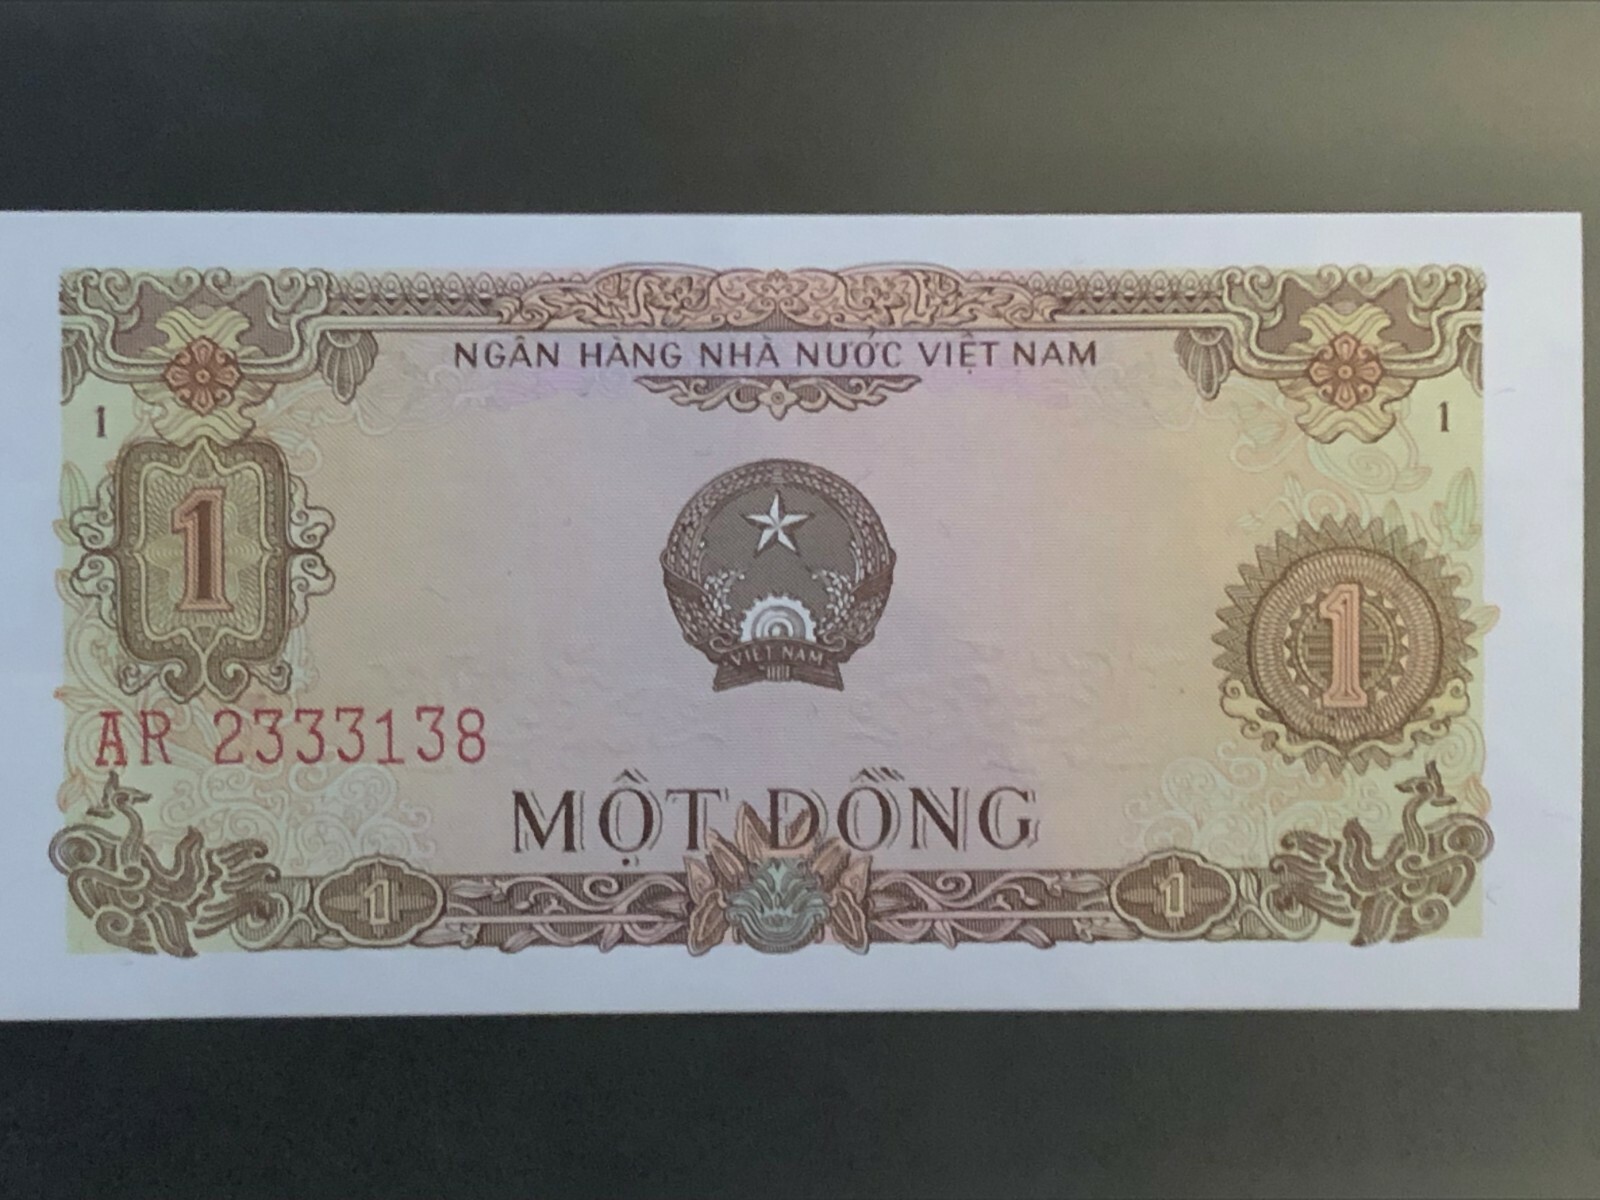 NGÂN HÀNG NHÀ NƯỚC VIỆT NAM
1 1
1 1
VIỆT NAM
AR 2333138
MỘT ĐỒNG
1 1